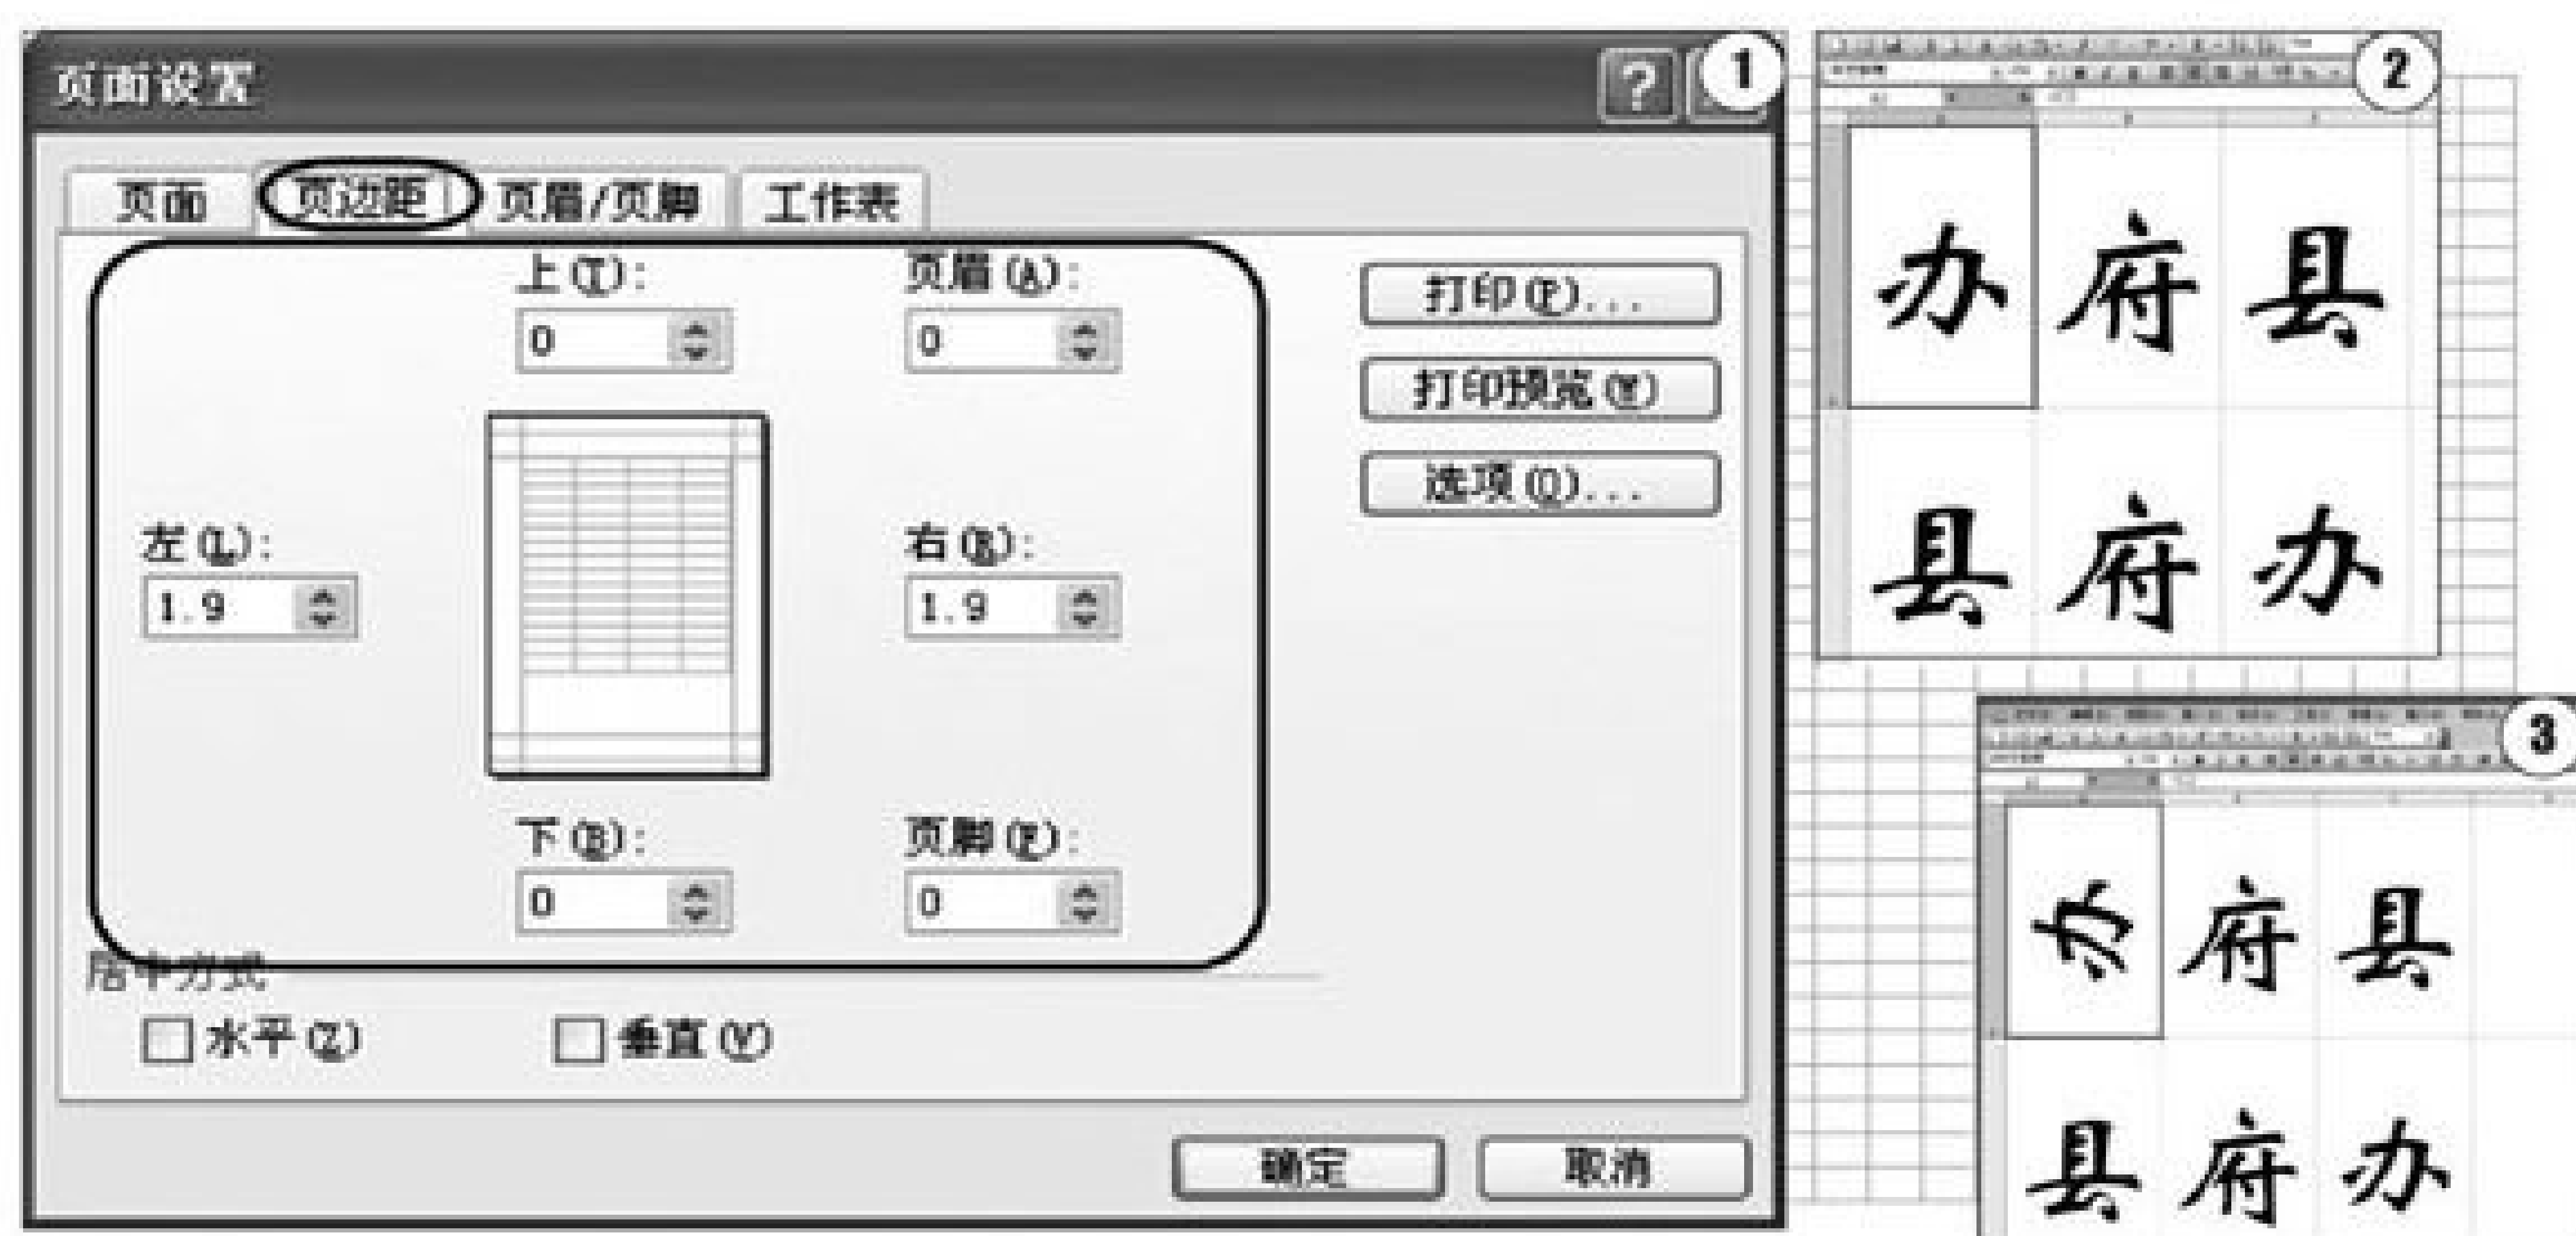 页面设置
?
1
页面 页边距 页眉/页脚 工作表
上(T):
0
页眉(A):
0
左(L):
1.9
右(R):
1.9
下(B):
0
页脚(F):
0
居中方式
水平(Z) 垂直(V)
打印(P)...
打印预览(W)
选项(O)...
确定 取消
2
办 府 县
县 府 办
3
办 府 县
县 府 办